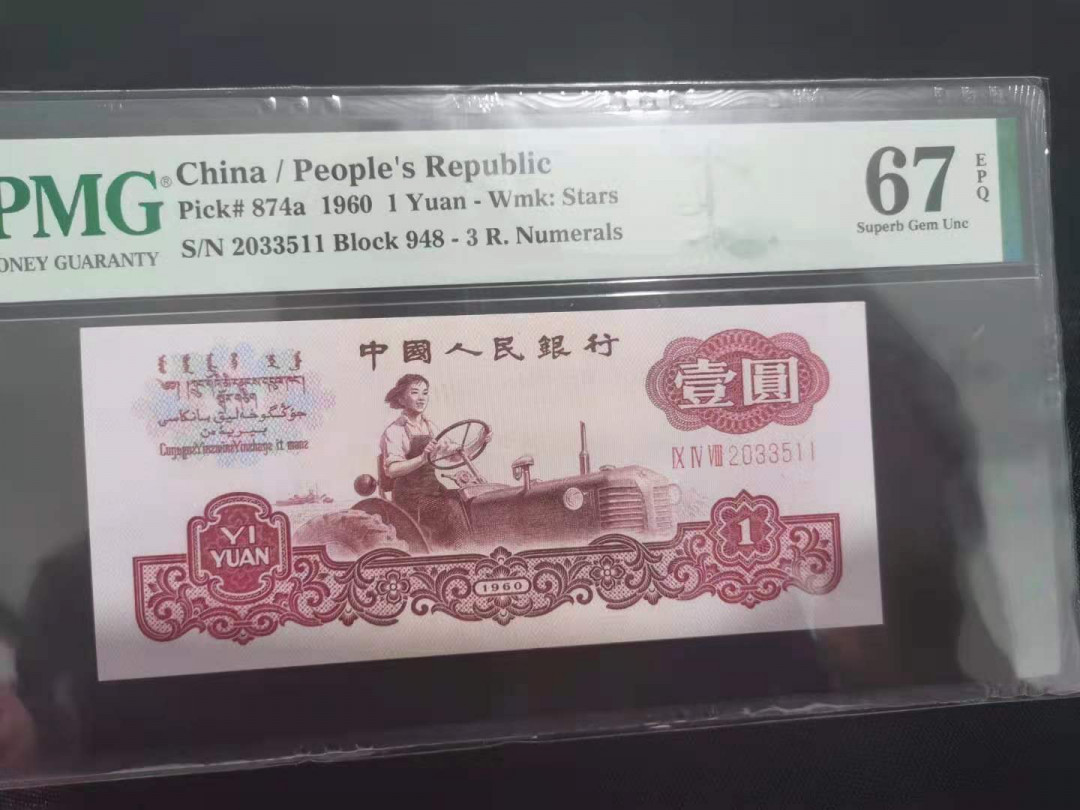 China / People's Republic
PMG®
Pick# 874a 1960 1 Yuan - Wmk: Stars
67 EPQ
Superb Gem Unc
S/N 2033511 Block 948 - 3 R. Numerals
ONEY GUARANTY
中國人民銀行
壹圓
IX IV VIII 2033511
YI
YUAN
1
1960